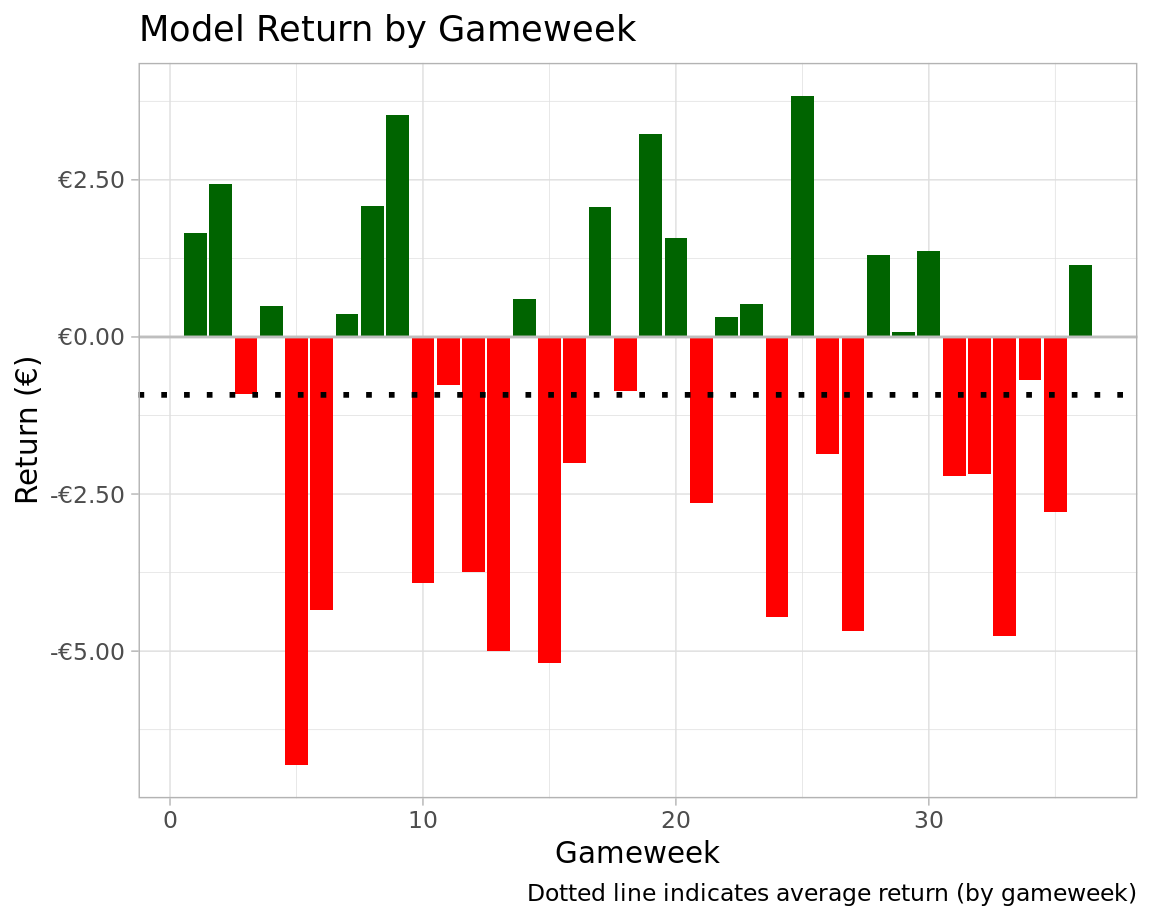 Model Return by Gameweek
Return (€)
€2.50
€0.00
-€2.50
-€5.00
0
10
20
30
Gameweek
Dotted line indicates average return (by gameweek)